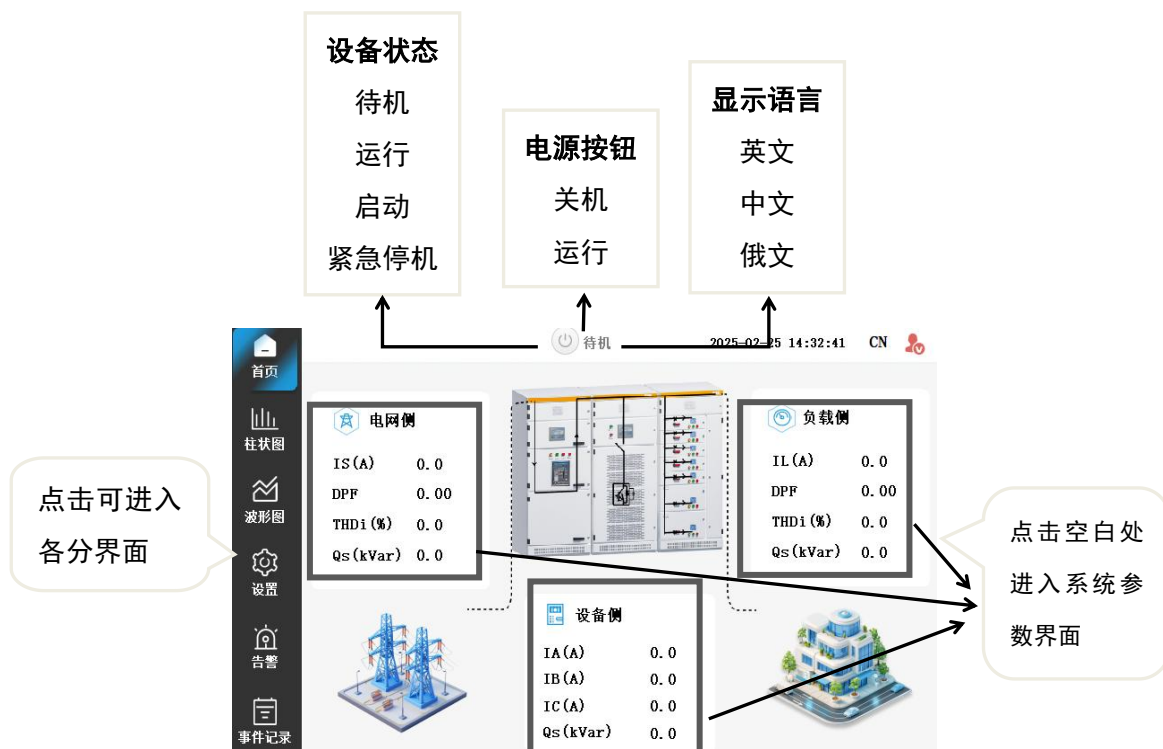 设备状态
待机
运行
启动
紧急停机
电源按钮
关机
运行
显示语言
英文
中文
俄文
首页
待机
2025-02-25 14:32:41
CN
柱状图
波形图
设置
告警
事件记录
点击可进入
各分界面
电网侧
IS(A) 0.0
DPF 0.00
THDi(%) 0.0
Qs(kVar) 0.0
负载侧
IL(A) 0.0
DPF 0.00
THDi(%) 0.0
Qs(kVar) 0.0
设备侧
IA(A) 0.0
IB(A) 0.0
IC(A) 0.0
Qs(kVar) 0.0
点击空白处
进入系统参
数界面